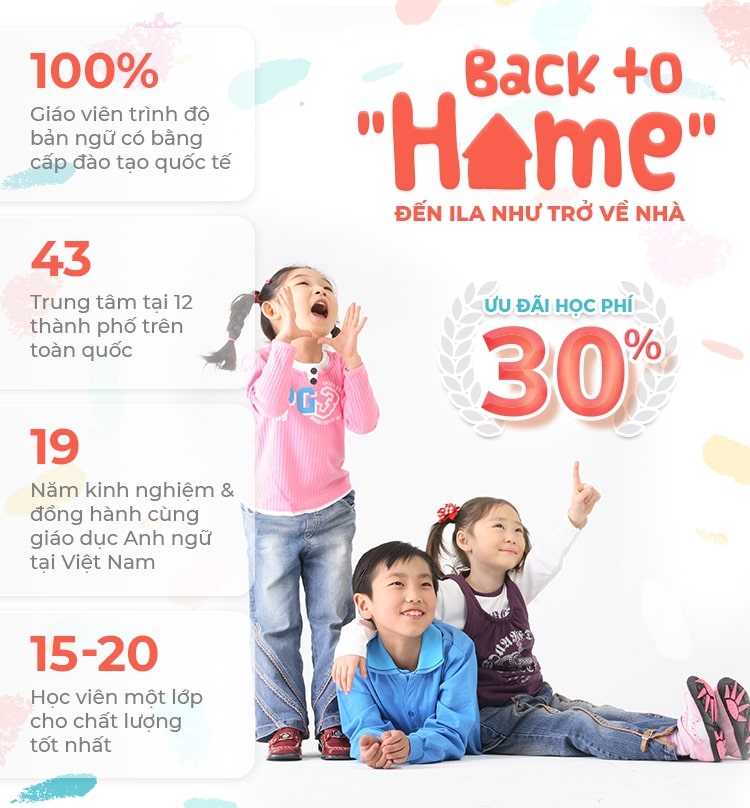 100%
Giáo viên trình độ
bản ngữ có bằng
cấp đào tạo quốc tế
43
Trung tâm tại 12
thành phố trên
toàn quốc
19
Năm kinh nghiệm &
đồng hành cùng
giáo dục Anh ngữ
tại Việt Nam
15-20
Học viên một lớp
cho chất lượng
tốt nhất
Back to
"Home"
ĐẾN ILA NHƯ TRỞ VỀ NHÀ
ƯU ĐÃI HỌC PHÍ
30%